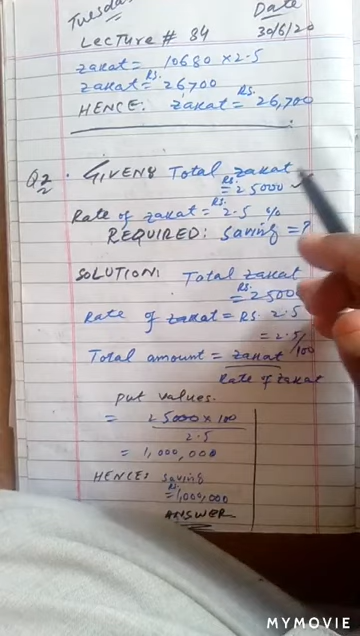 Tuesday
Date
Lecture # 84
30/6/20
zakat = 10680 x 2.5
zakat = Rs. 26700
HENCE: zakat = Rs. 26,700
Q2/2. GIVEN: Total zakat
= Rs. 25000
Rate of zakat = Rs. 2.5 %
REQUIRED: Saving = ?
SOLUTION: Total zakat
= Rs. 25000
Rate of zakat = Rs. 2.5
= 2.5/100
Total amount = zakat
Rate of zakat
put values.
= 25000 x 100
2.5
= 1,000,000
HENCE: saving
= Rs. 1,000,000
ANSWER
MYMOVIE